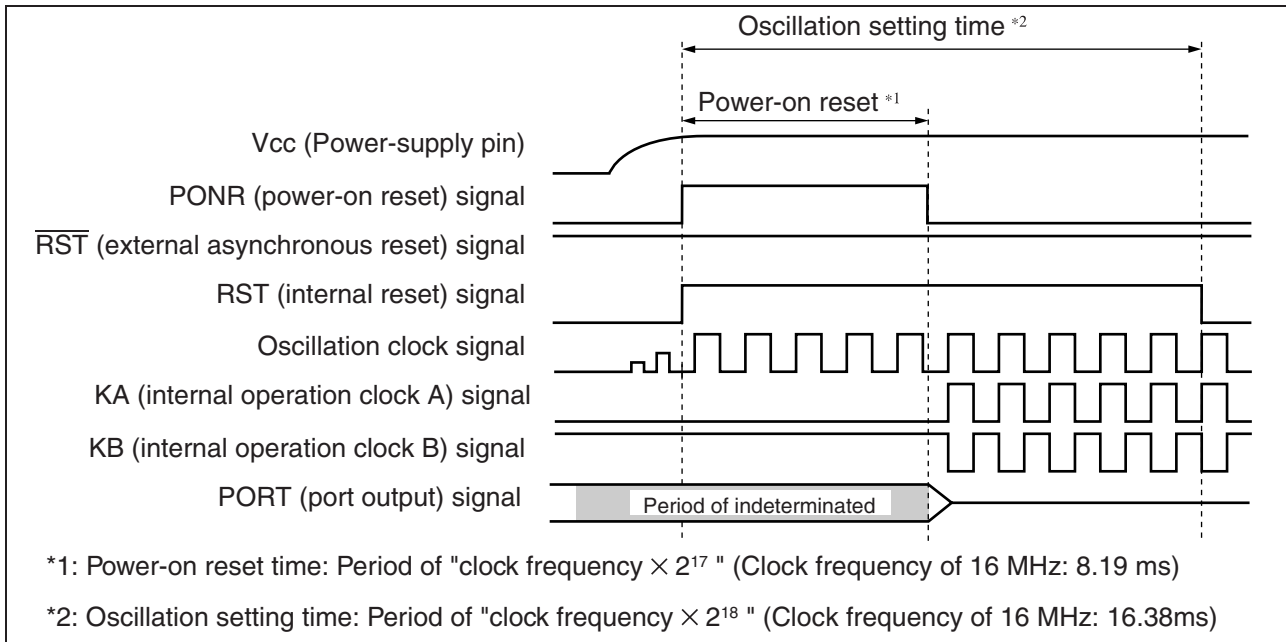 Oscillation setting time *2
Power-on reset *1
Vcc (Power-supply pin)
PONR (power-on reset) signal
R̅S̅T̅ (external asynchronous reset) signal
RST (internal reset) signal
Oscillation clock signal
KA (internal operation clock A) signal
KB (internal operation clock B) signal
PORT (port output) signal
Period of indeterminated
*1: Power-on reset time: Period of "clock frequency × 2¹⁷ " (Clock frequency of 16 MHz: 8.19 ms)
*2: Oscillation setting time: Period of "clock frequency × 2¹⁸ " (Clock frequency of 16 MHz: 16.38ms)